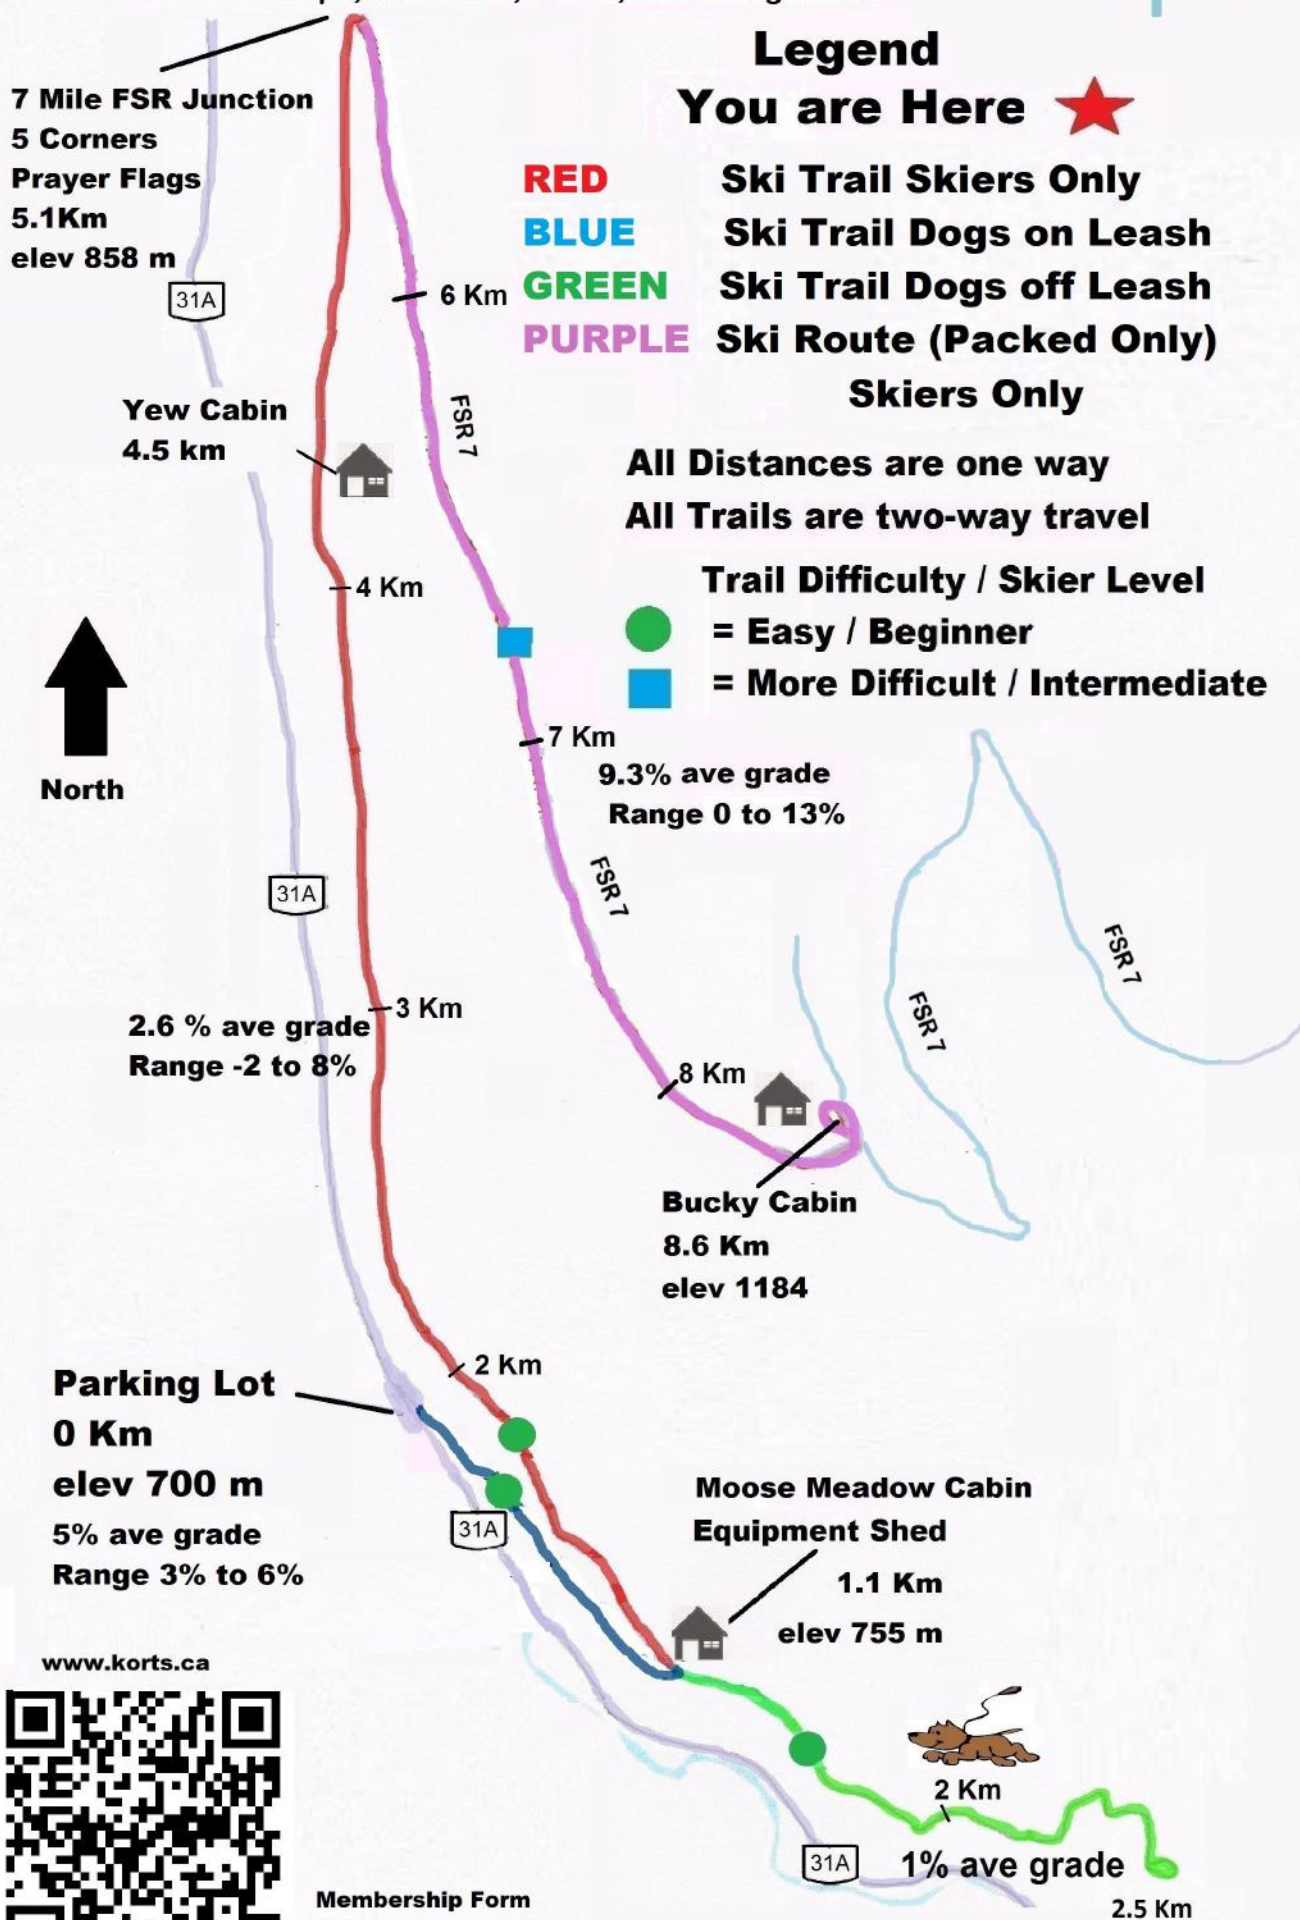 Legend
You are Here
7 Mile FSR Junction
5 Corners
Prayer Flags
5.1Km
elev 858 m
31A
RED Ski Trail Skiers Only
BLUE Ski Trail Dogs on Leash
GREEN Ski Trail Dogs off Leash
PURPLE Ski Route (Packed Only)
Skiers Only
6 Km
FSR 7
Yew Cabin
4.5 km
All Distances are one way
All Trails are two-way travel
Trail Difficulty / Skier Level
= Easy / Beginner
= More Difficult / Intermediate
4 Km
North
7 Km
9.3% ave grade
Range 0 to 13%
FSR 7
31A
FSR 7
FSR 7
3 Km
2.6 % ave grade
Range -2 to 8%
8 Km
Bucky Cabin
8.6 Km
elev 1184
2 Km
Parking Lot
0 Km
elev 700 m
5% ave grade
Range 3% to 6%
31A
Moose Meadow Cabin
Equipment Shed
1.1 Km
elev 755 m
www.korts.ca
2 Km
31A
1% ave grade
2.5 Km
Membership Form